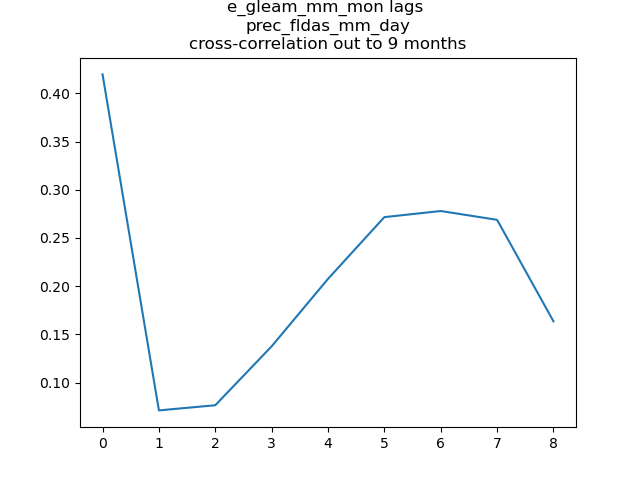 e_gleam_mm_mon lags
prec_fldas_mm_day
cross-correlation out to 9 months
0.40
0.35
0.30
0.25
0.20
0.15
0.10
0 1 2 3 4 5 6 7 8